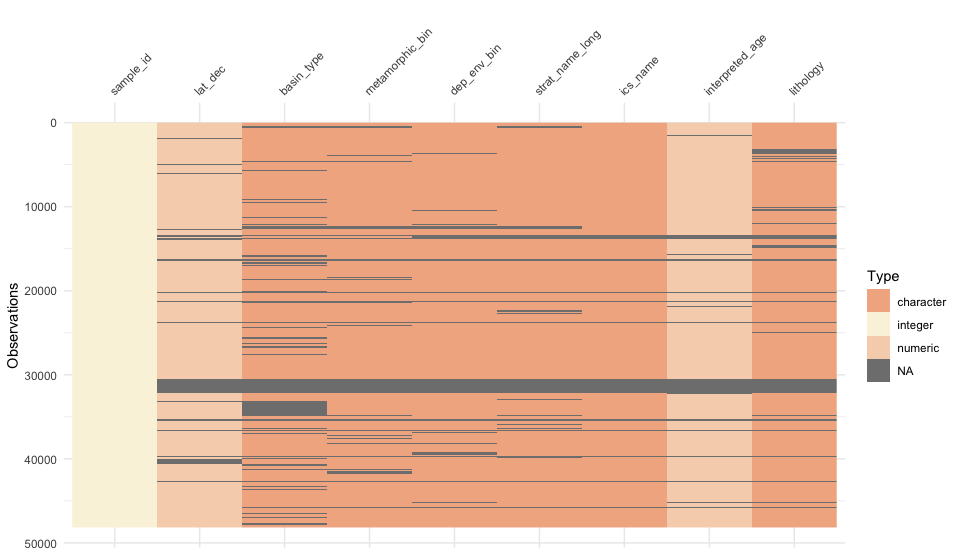 sample_id
lat_dec
basin_type
metamorphic_bin
dep_env_bin
strat_name_long
ics_name
interpreted_age
lithology
0
10000
20000
30000
40000
50000
Observations
Type
character
integer
numeric
NA